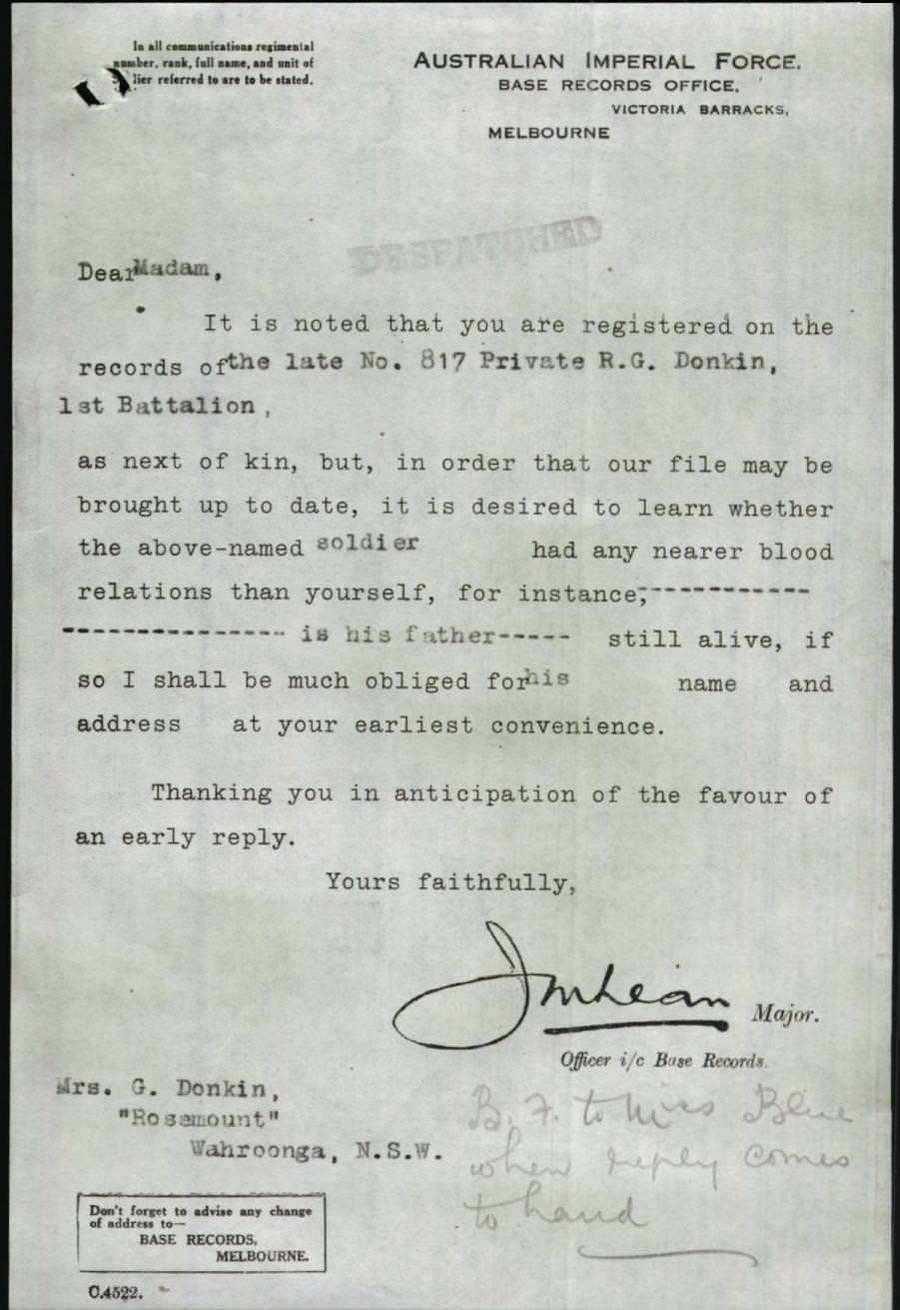 In all communications regimental
number, rank, full name, and unit of
referred to are to be stated.
AUSTRALIAN IMPERIAL FORCE.
BASE RECORDS OFFICE,
VICTORIA BARRACKS,
MELBOURNE
DESPATCHED
Dear Madam,
It is noted that you are registered on the
records of the late No. 817 Private R.G. Donkin,
1st Battalion,
as next of kin, but, in order that our file may be
brought up to date, it is desired to learn whether
the above-named soldier had any nearer blood
relations than yourself, for instance,-----------
--------------- is his father----- still alive, if
so I shall be much obliged for his name and
address at your earliest convenience.
Thanking you in anticipation of the favour of
an early reply.
Yours faithfully,
JMLean Major.
Officer i/c Base Records.
Mrs. G. Donkin,
"Rosemount"
Wahroonga, N.S.W.
B.F. to Miss Blue
when reply comes
to hand
Don't forget to advise any change
of address to—
BASE RECORDS,
MELBOURNE.
C.4522.